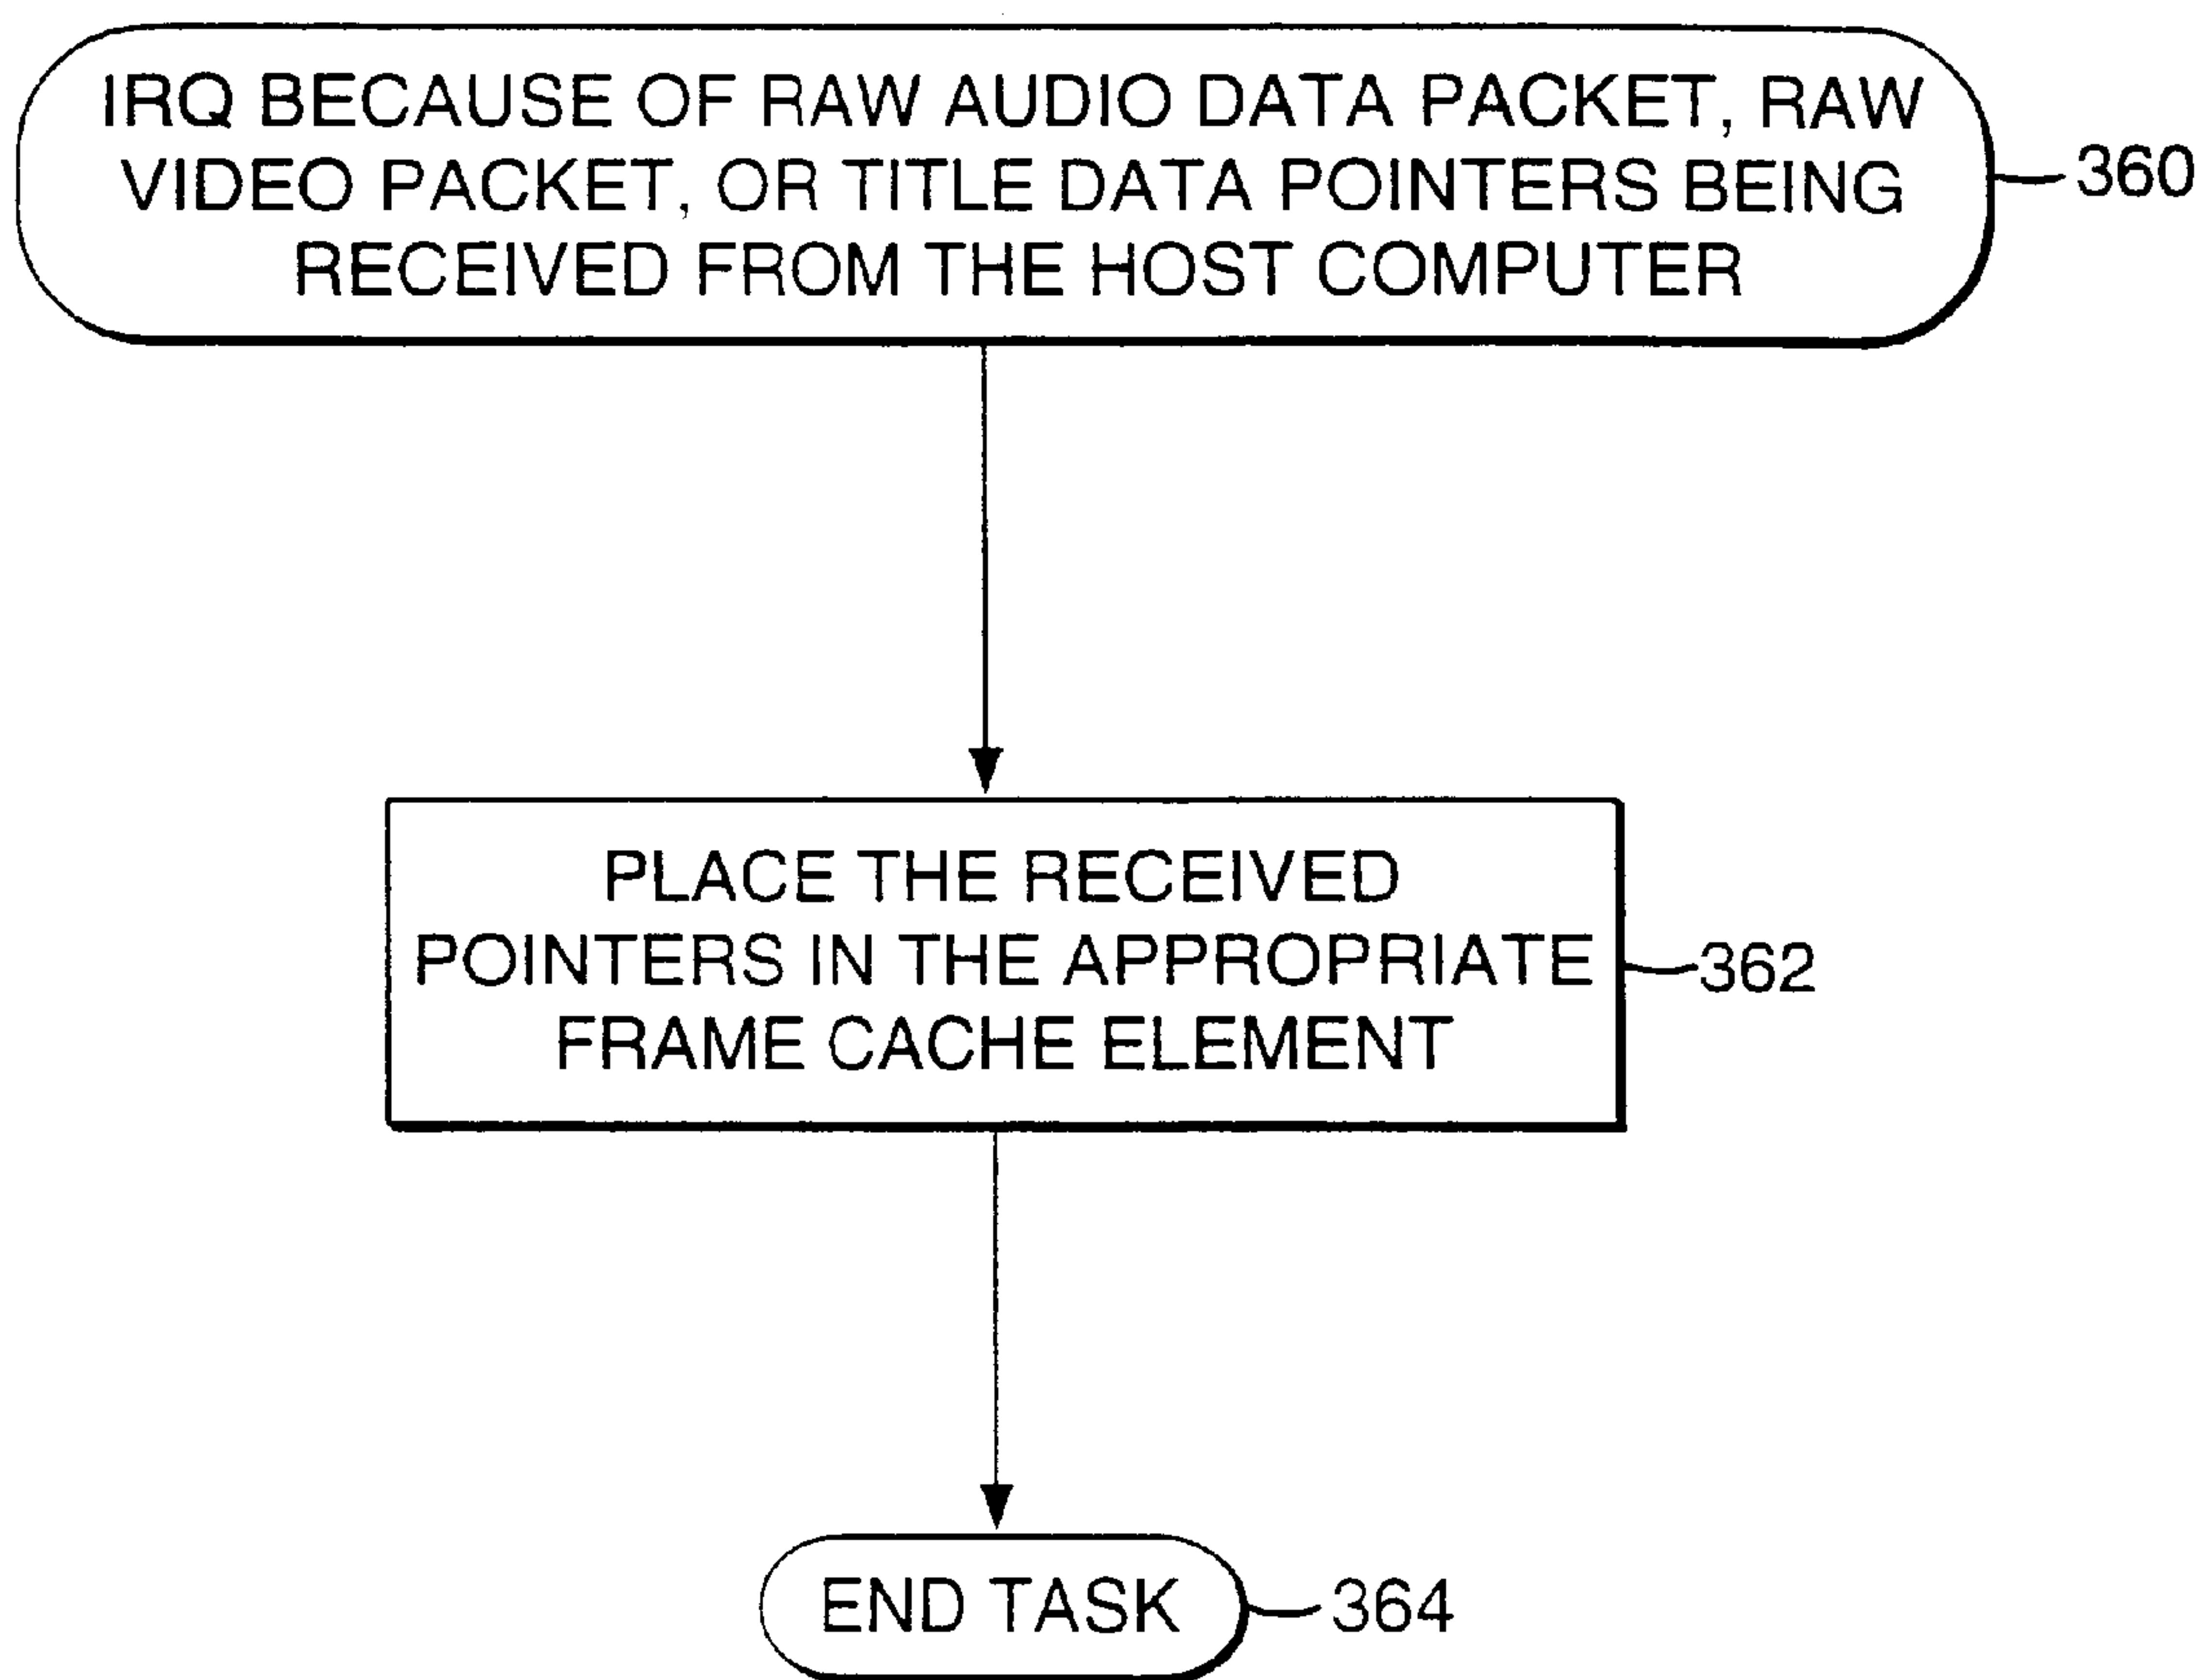 IRQ BECAUSE OF RAW AUDIO DATA PACKET, RAW
VIDEO PACKET, OR TITLE DATA POINTERS BEING
RECEIVED FROM THE HOST COMPUTER
360
PLACE THE RECEIVED
POINTERS IN THE APPROPRIATE
FRAME CACHE ELEMENT
362
END TASK
364